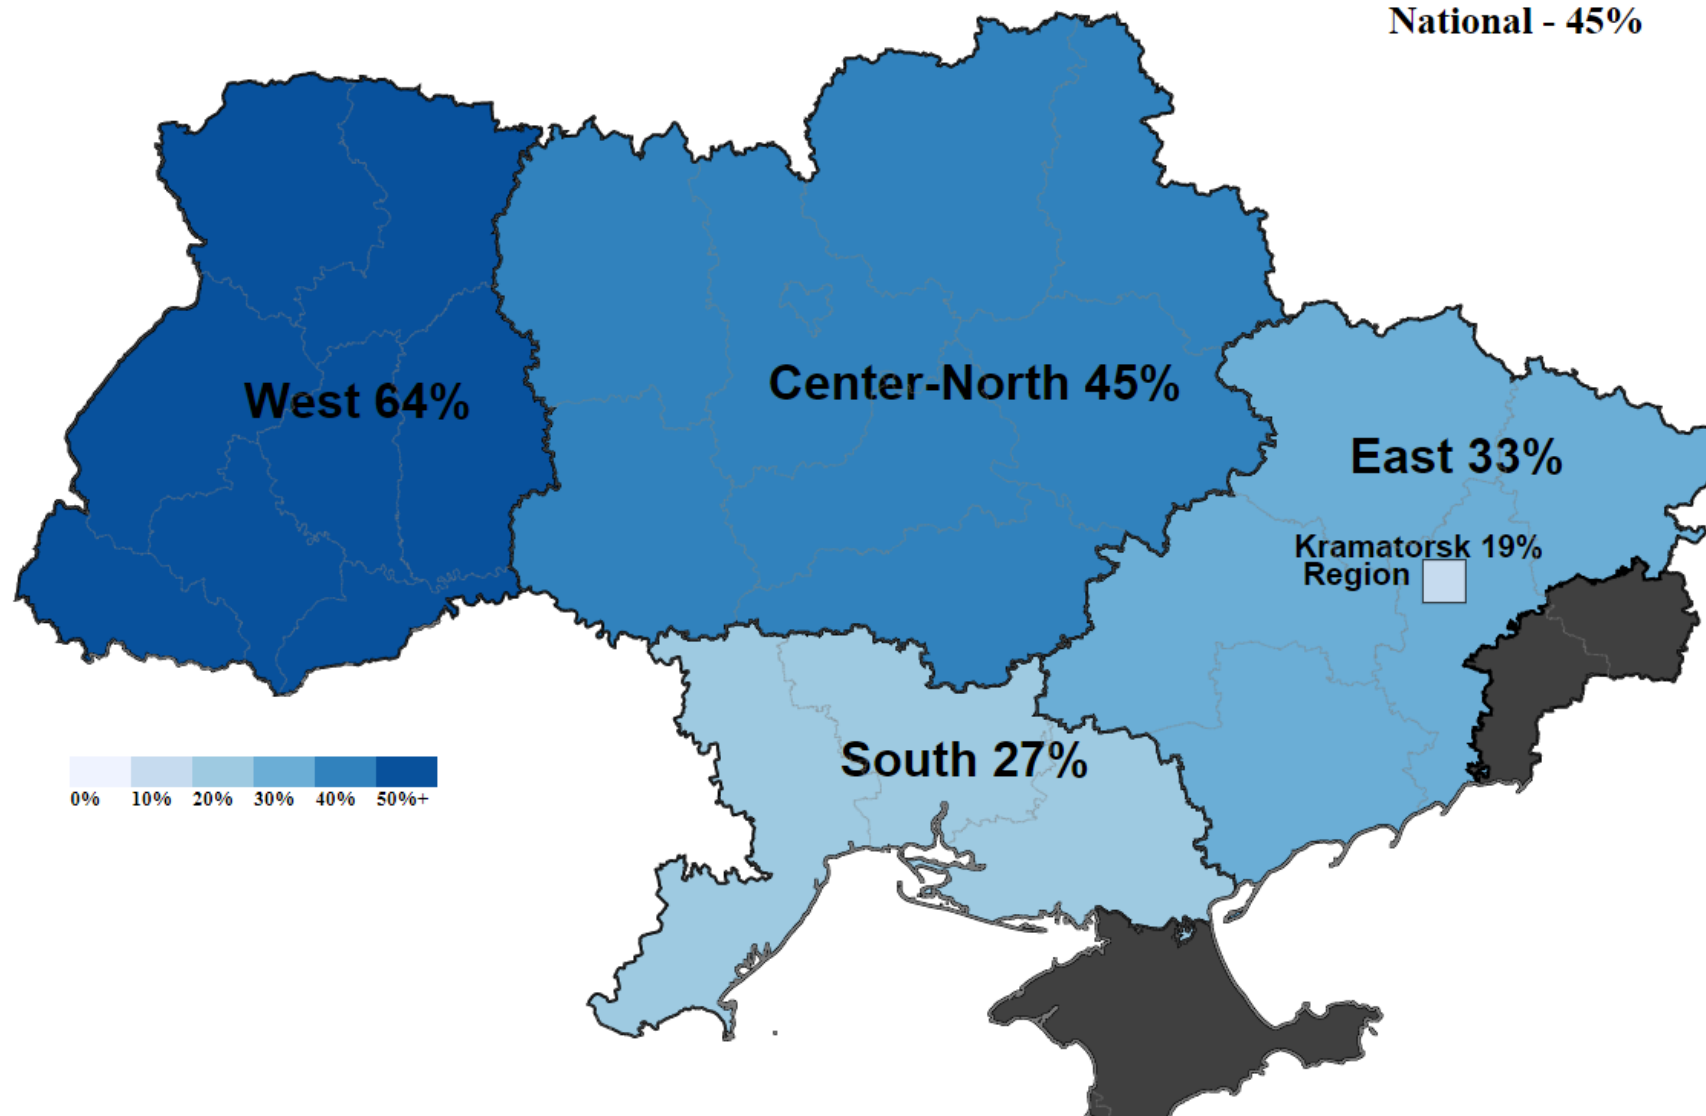 National - 45%
West 64%
Center-North 45%
East 33%
Kramatorsk 19%
Region
South 27%
0% 10% 20% 30% 40% 50%+